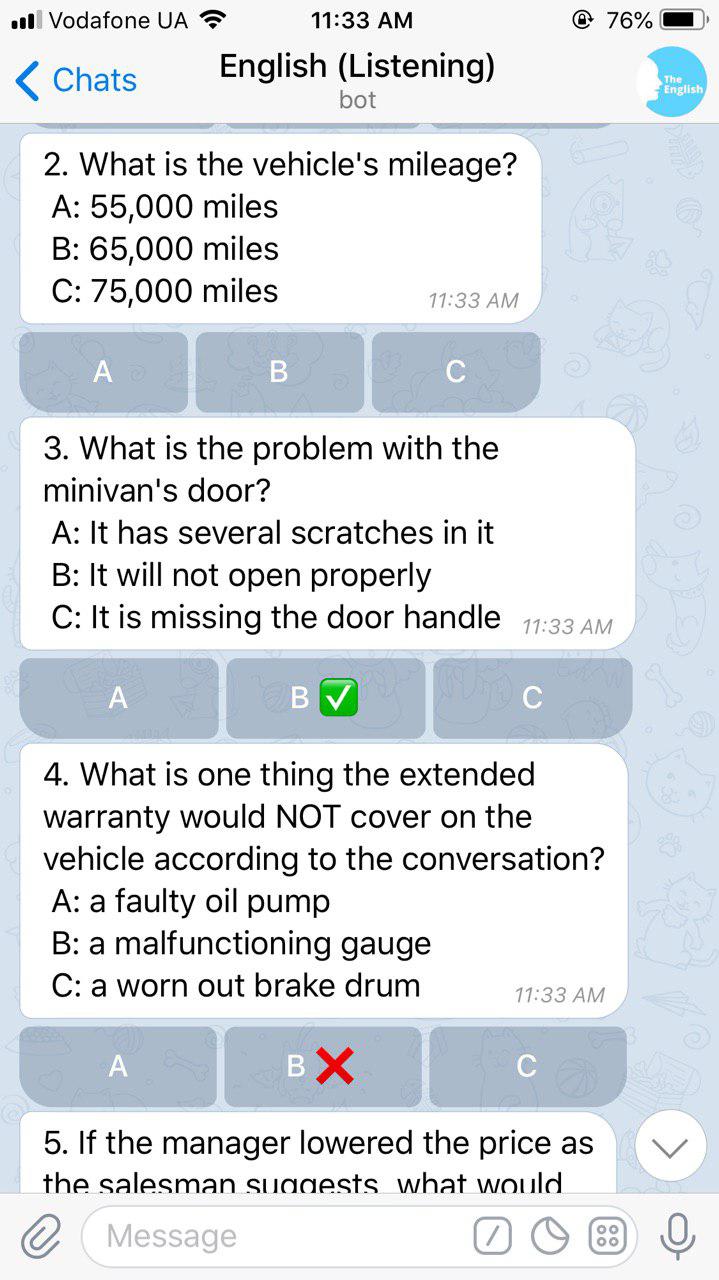 Vodafone UA 11:33 AM 76%
Chats English (Listening)
bot
The
English
2. What is the vehicle's mileage?
A: 55,000 miles
B: 65,000 miles
C: 75,000 miles
11:33 AM
A B C
3. What is the problem with the
minivan's door?
A: It has several scratches in it
B: It will not open properly
C: It is missing the door handle 11:33 AM
A B ✅ C
4. What is one thing the extended
warranty would NOT cover on the
vehicle according to the conversation?
A: a faulty oil pump
B: a malfunctioning gauge
C: a worn out brake drum
11:33 AM
A B ❌ C
5. If the manager lowered the price as
the salesman suggests, what would
Message